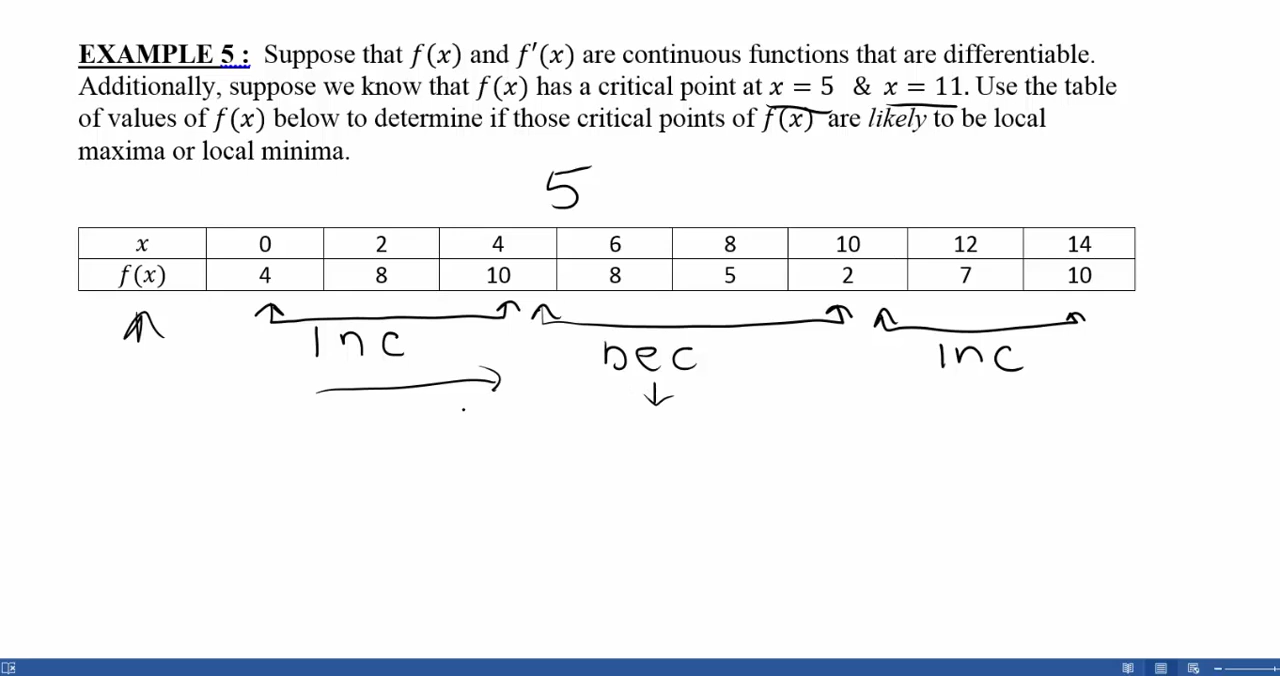 EXAMPLE 5 : Suppose that f(x) and f′(x) are continuous functions that are differentiable.
Additionally, suppose we know that f(x) has a critical point at x = 5 & x = 11. Use the table
of values of f(x) below to determine if those critical points of f(x) are likely to be local
maxima or local minima.
5
x 0 2 4 6 8 10 12 14
f(x) 4 8 10 8 5 2 7 10
Inc Dec Inc